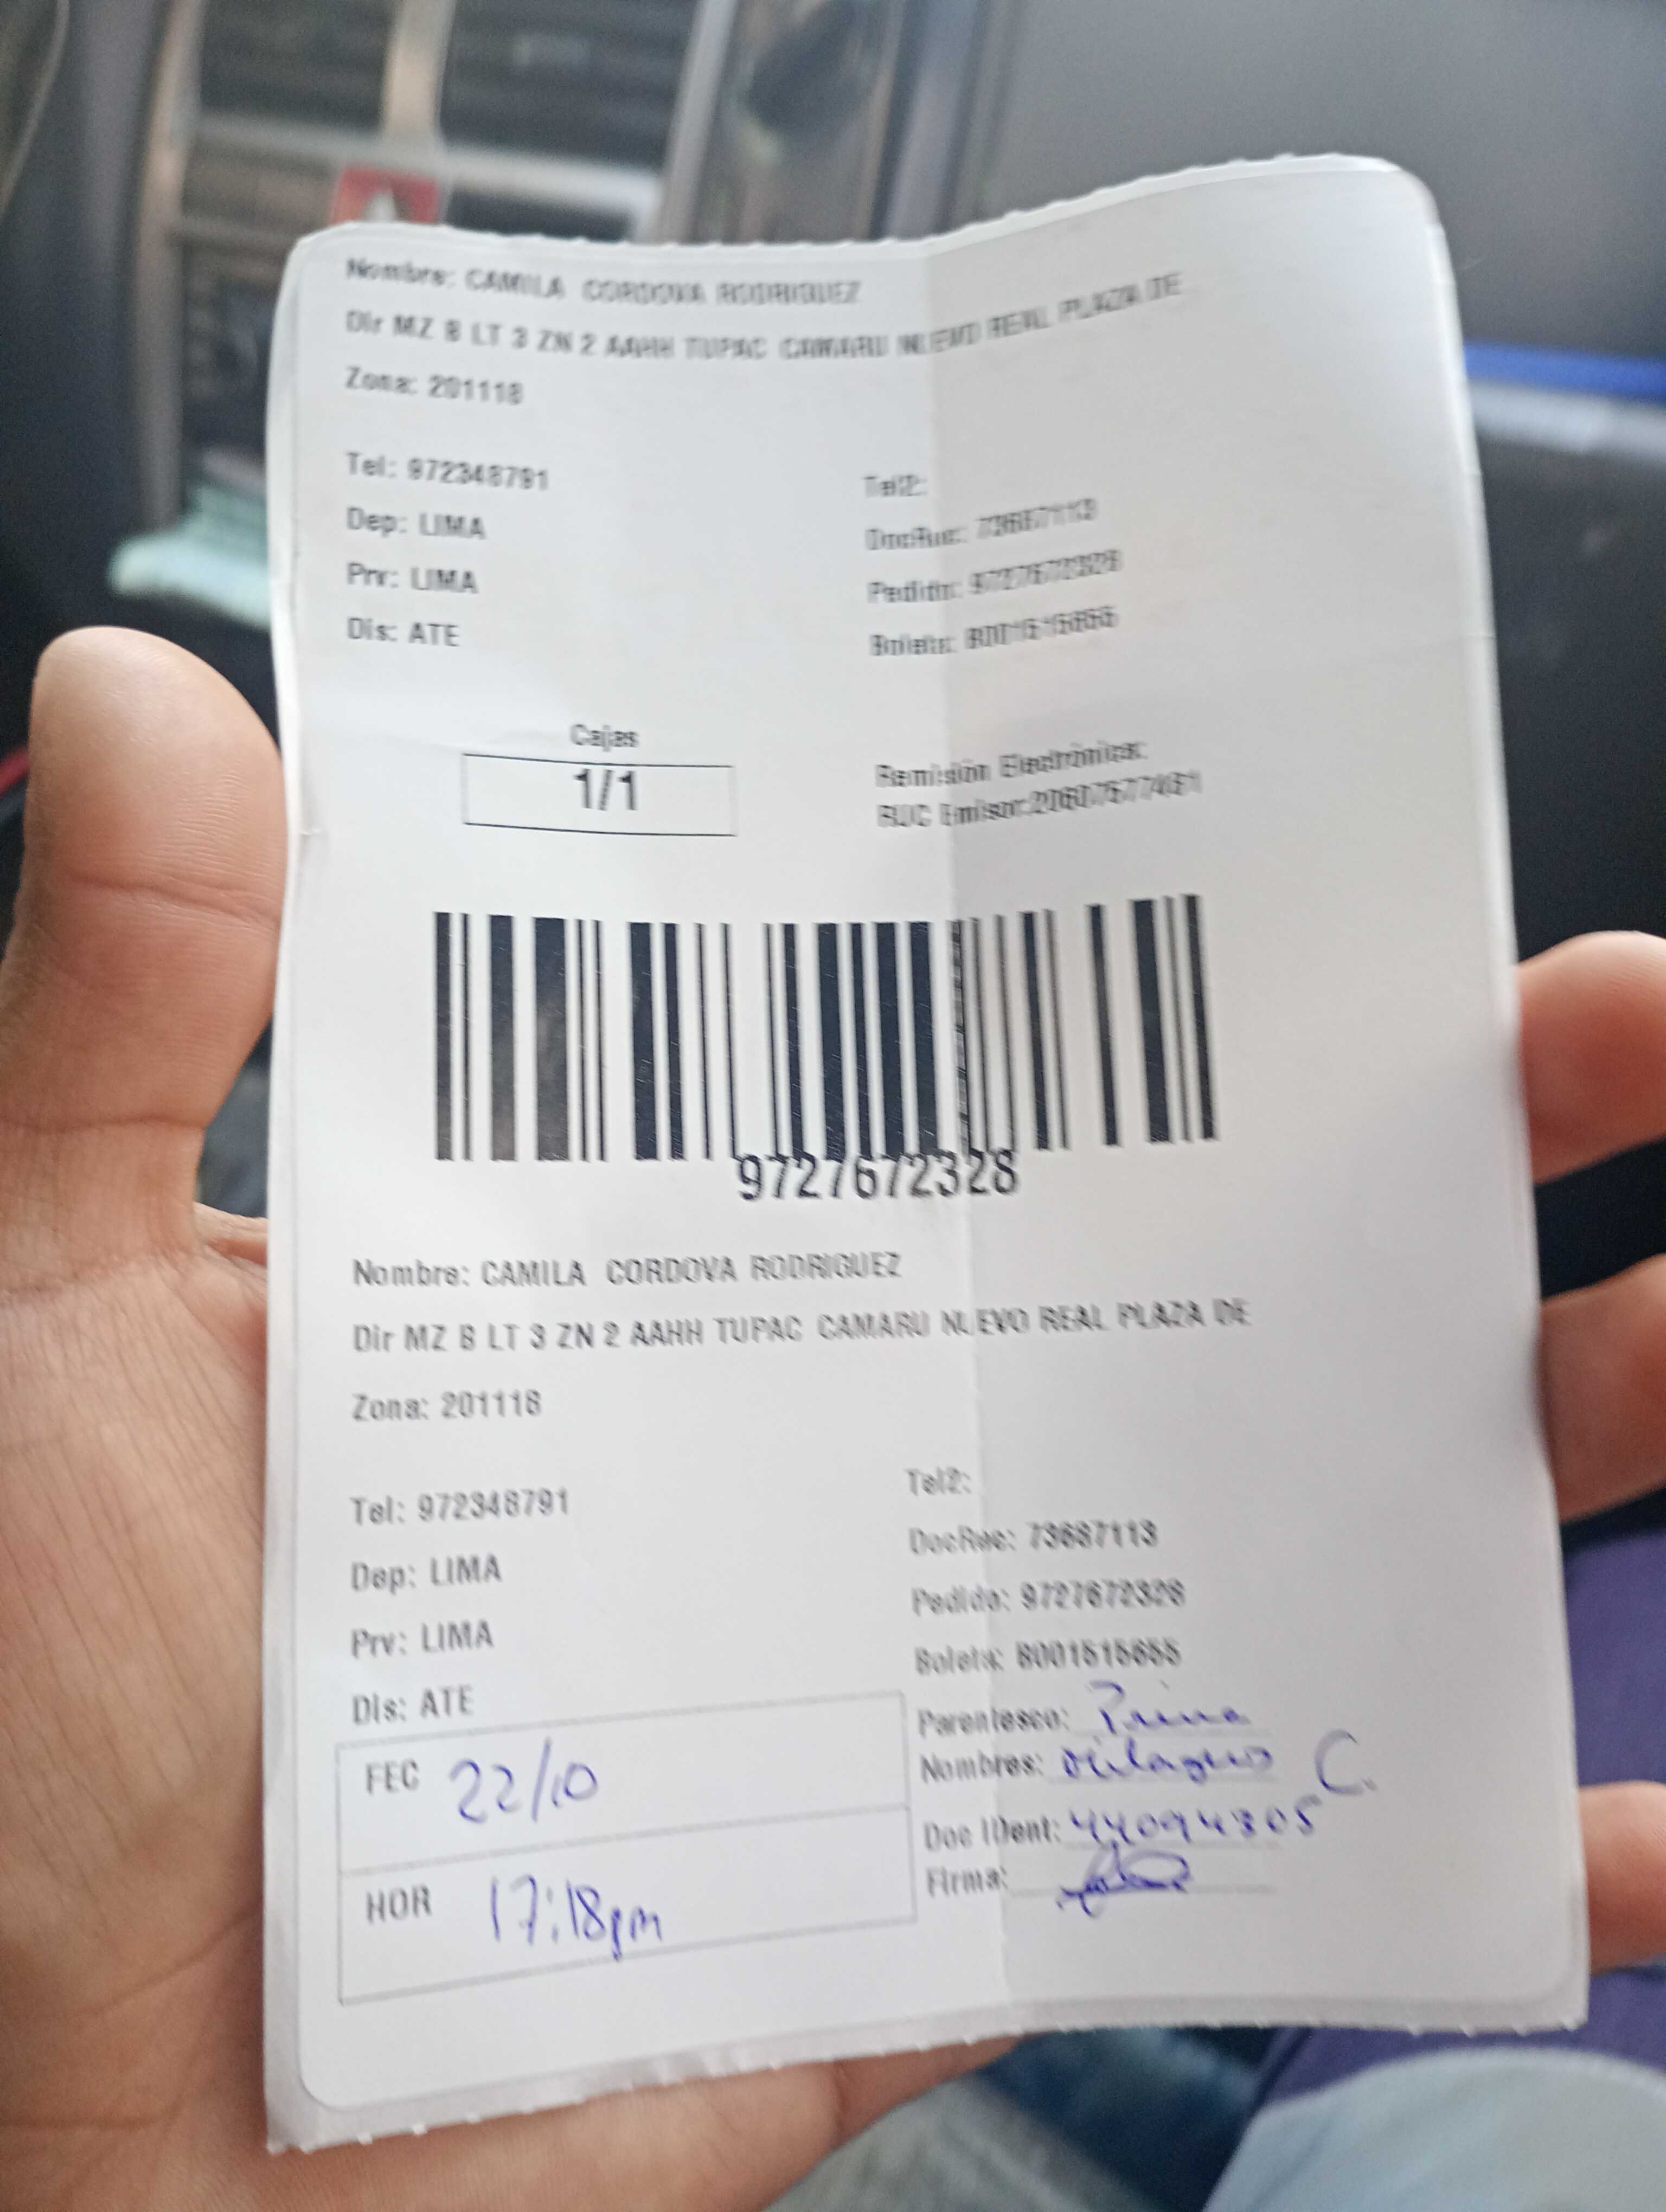 Nombre: CAMILA CORDOVA RODRIGUEZ
Dir MZ B LT 3 ZN 2 AAHH TUPAC CAMARU NUEVO REAL PLAZA DE
Zona: 201118
Tel: 972348791
Tel2:
Dep: LIMA
DocRec: 73687113
Prv: LIMA
Pedido: 9727672328
Dis: ATE
Boleta: B001515655
Cajas
1/1
Remisión Electrónica:
RUC Emisor:
9727672328
Nombre: CAMILA CORDOVA RODRIGUEZ
Dir MZ B LT 3 ZN 2 AAHH TUPAC CAMARU NUEVO REAL PLAZA DE
Zona: 201118
Tel: 972348791
Tel2:
Dep: LIMA
DocRec: 73687113
Prv: LIMA
Pedido: 9727672328
Dis: ATE
Boleta: B001515655
FEC 22/10
HOR 17:18pm
Parentesco: Prima
Nombres: Milagros C.
Doc IDent: 44094305
Firma: